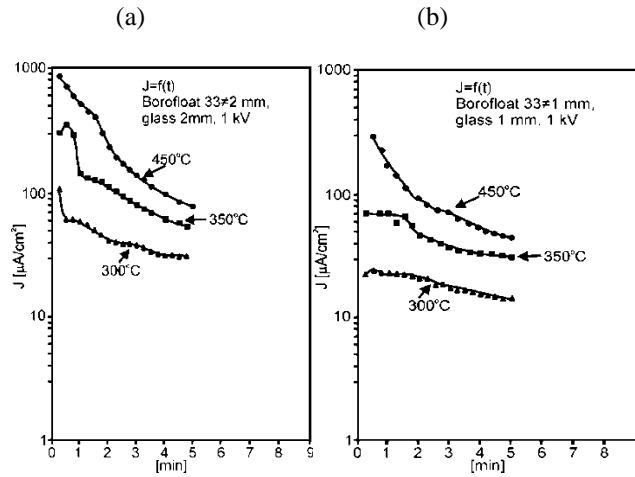 (a)
(b)
1000
100
10
1
J [μA/cm²]
J=f(t)
Borofloat 33≠2 mm,
glass 2mm, 1 kV
450°C
350°C
300°C
0 1 2 3 4 5 6 7 8 9
[min]
1000
100
10
1
J [μA/cm²]
J=f(t)
Borofloat 33≠1 mm,
glass 1 mm, 1 kV
450°C
350°C
300°C
0 1 2 3 4 5 6 7 8
[min]